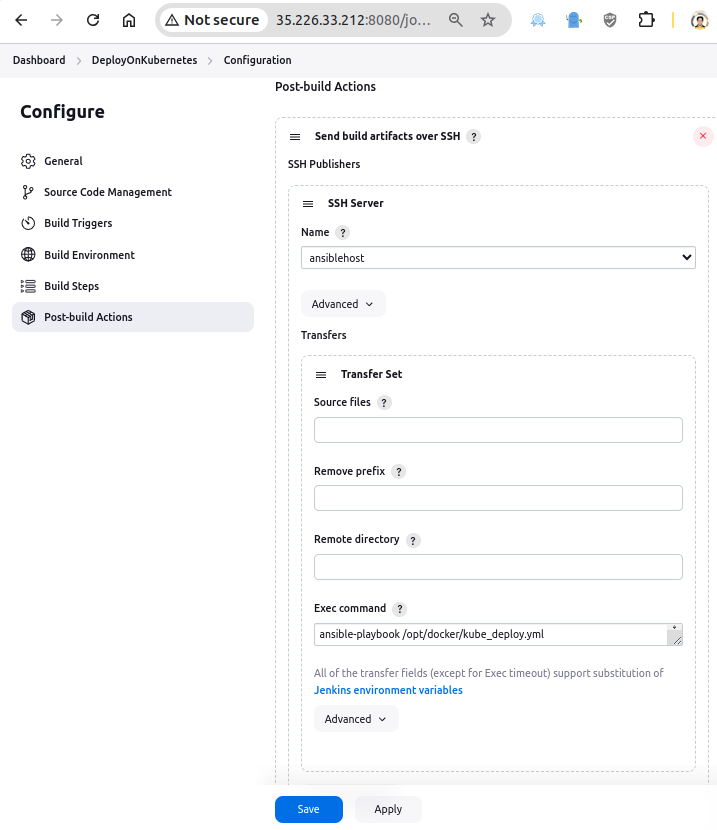 Not secure 35.226.33.212:8080/jo...
CSP
Dashboard > DeployOnKubernetes > Configuration
Configure
General
Source Code Management
Build Triggers
Build Environment
Build Steps
Post-build Actions
Post-build Actions
Send build artifacts over SSH ?
SSH Publishers
SSH Server
Name ?
ansiblehost
Advanced
Transfers
Transfer Set
Source files ?
Remove prefix ?
Remote directory ?
Exec command ?
ansible-playbook /opt/docker/kube_deploy.yml
All of the transfer fields (except for Exec timeout) support substitution of
Jenkins environment variables
Advanced
Save Apply